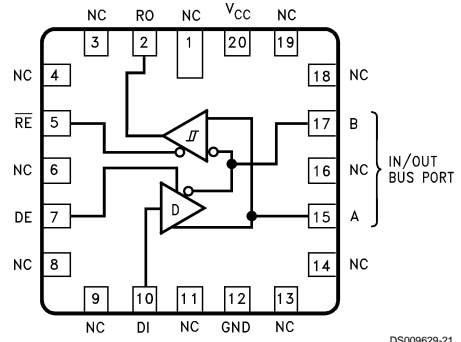 NC RO NC VCC NC
3 2 1 20 19
NC 4 18 NC
RE 5 17 B
NC 6 16 NC
IN/OUT
BUS PORT
DE 7 D 15 A
NC 8 14 NC
9 10 11 12 13
NC DI NC GND NC
DS009629-21